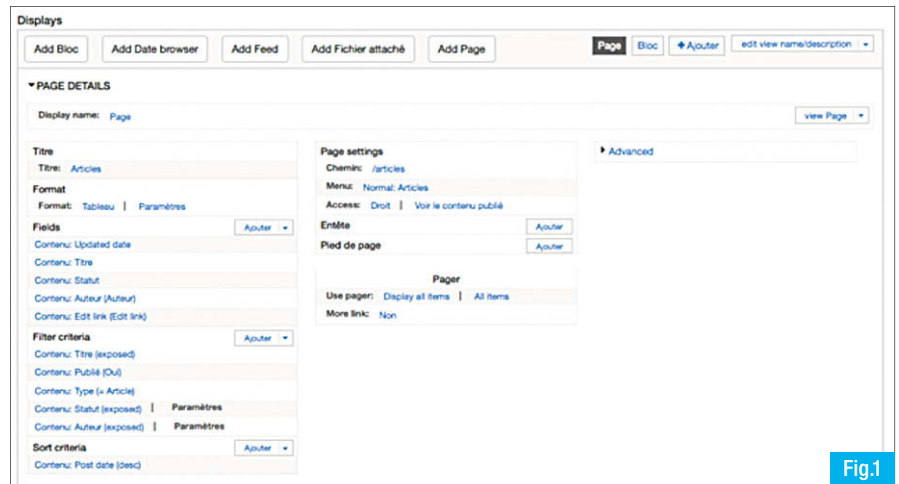 Displays
Add Bloc Add Date browser Add Feed Add Fichier attaché Add Page Page Bloc Ajouter edit view name/description
PAGE DETAILS
Display name: Page view Page
Titre
Titre: Articles
Format
Format: Tableau | Paramètres
Fields Ajouter
Contenu: Updated date
Contenu: Titre
Contenu: Statut
Contenu: Auteur (Auteur)
Contenu: Edit link (Edit link)
Filter criteria Ajouter
Contenu: Titre (exposed)
Contenu: Publié (Oui)
Contenu: Type (= Article)
Contenu: Statut (exposed) | Paramètres
Contenu: Auteur (exposed) | Paramètres
Sort criteria Ajouter
Contenu: Post date (desc)
Page settings
Chemin: /articles
Menu: Normal: Articles
Access: Droit | Voir le contenu publié
Entête Ajouter
Pied de page Ajouter
Pager
Use pager: Display all items | All items
More link: Non
Advanced
Fig.1